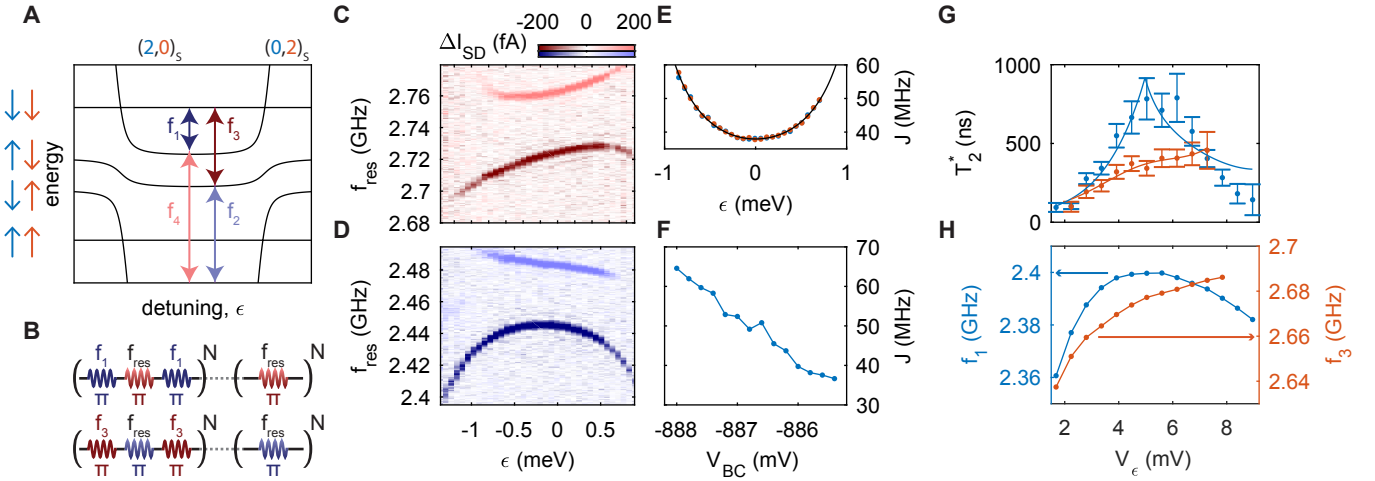 A
(2,0)S
(0,2)S
↓↓
↑↓
↓↑
↑↑
energy
f1
f3
f4
f2
detuning, ϵ
B
f1 fres f1 N fres N
( ) ( )
π π π π
f3 fres f3 N fres N
( ) ( )
π π π π
C
-200 0 200
ΔISD (fA)
2.76
2.74
2.72
2.7
2.68
fres (GHz)
D
2.48
2.46
2.44
2.42
2.4
fres (GHz)
-1 -0.5 0 0.5
ϵ (meV)
E
60
50
40
J (MHz)
-1 0 1
ϵ (meV)
F
70
60
50
40
30
J (MHz)
-888 -887 -886
VBC (mV)
G
1000
500
0
T2* (ns)
H
2.4
2.38
2.36
f1 (GHz)
2.7
2.68
2.66
2.64
f3 (GHz)
2 4 6 8
Vϵ (mV)